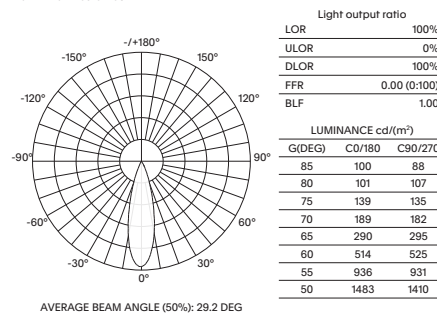 -/+180°
-150°
150°
-120°
120°
-90°
90°
-60°
60°
-30°
30°
0°
AVERAGE BEAM ANGLE (50%): 29.2 DEG
Light output ratio
LOR 100%
ULOR 0%
DLOR 100%
FFR 0.00 (0:100)
BLF 1.00
LUMINANCE cd/(m²)
G(DEG) C0/180 C90/270
85 100 88
80 101 107
75 139 135
70 189 182
65 290 295
60 514 525
55 936 931
50 1483 1410